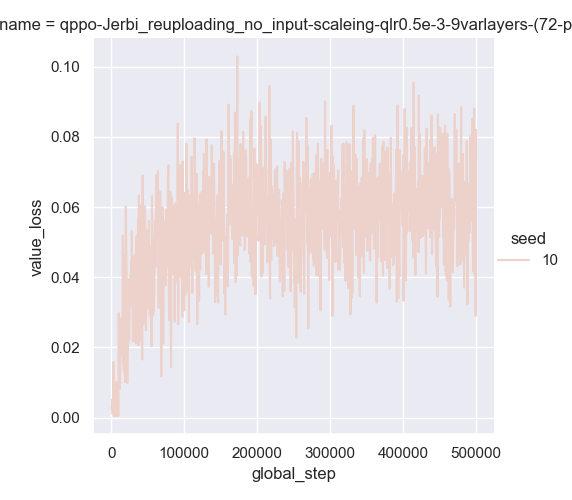 name = qppo-Jerbi_reuploading_no_input-scaleing-qlr0.5e-3-9varlayers-(72-p
0.10
0.08
0.06
0.04
0.02
0.00
value_loss
0 100000 200000 300000 400000 500000
global_step
seed
10